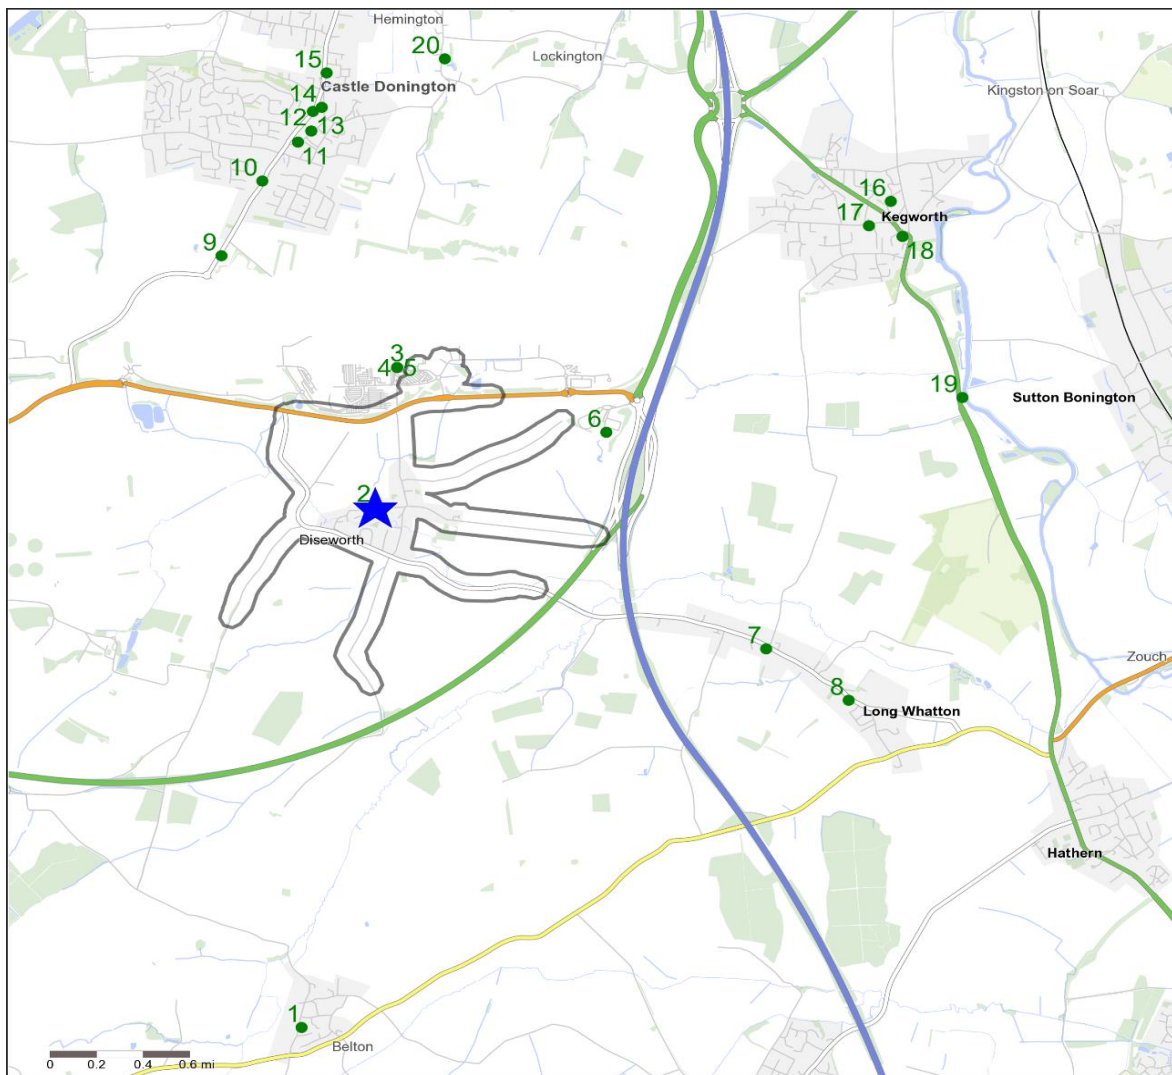 Hemington
20
Lockington
15
Castle Donington
14
12
13
11
10
9
Kingston on Soar
16
17
Kegworth
18
3
4 5
6
19
Sutton Bonington
2
Diseworth
7
8
Long Whatton
Zouch
Hathern
1
Belton
0 0.2 0.4 0.6 mi